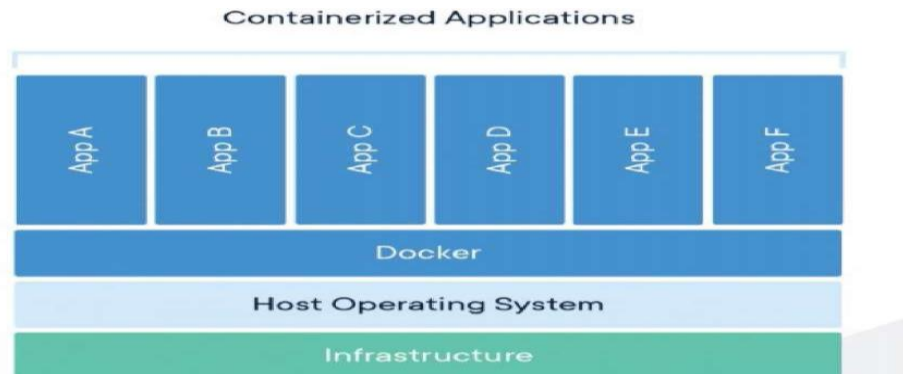 Containerized Applications
App A
App B
App C
App D
App E
App F
Docker
Host Operating System
Infrastructure